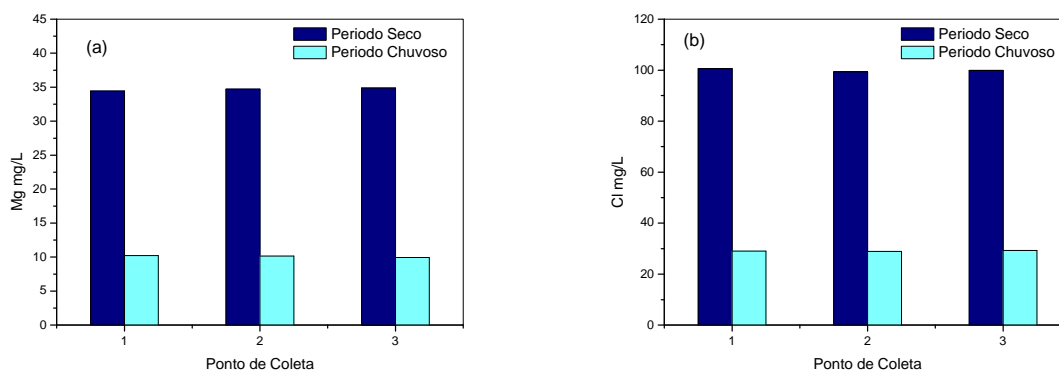 (a)
Periodo Seco
Periodo Chuvoso
45
40
35
30
25
20
15
10
5
0
Mg mg/L
1 2 3
Ponto de Coleta
(b)
Periodo Seco
Periodo Chuvoso
120
100
80
60
40
20
0
Cl mg/L
1 2 3
Ponto de Coleta